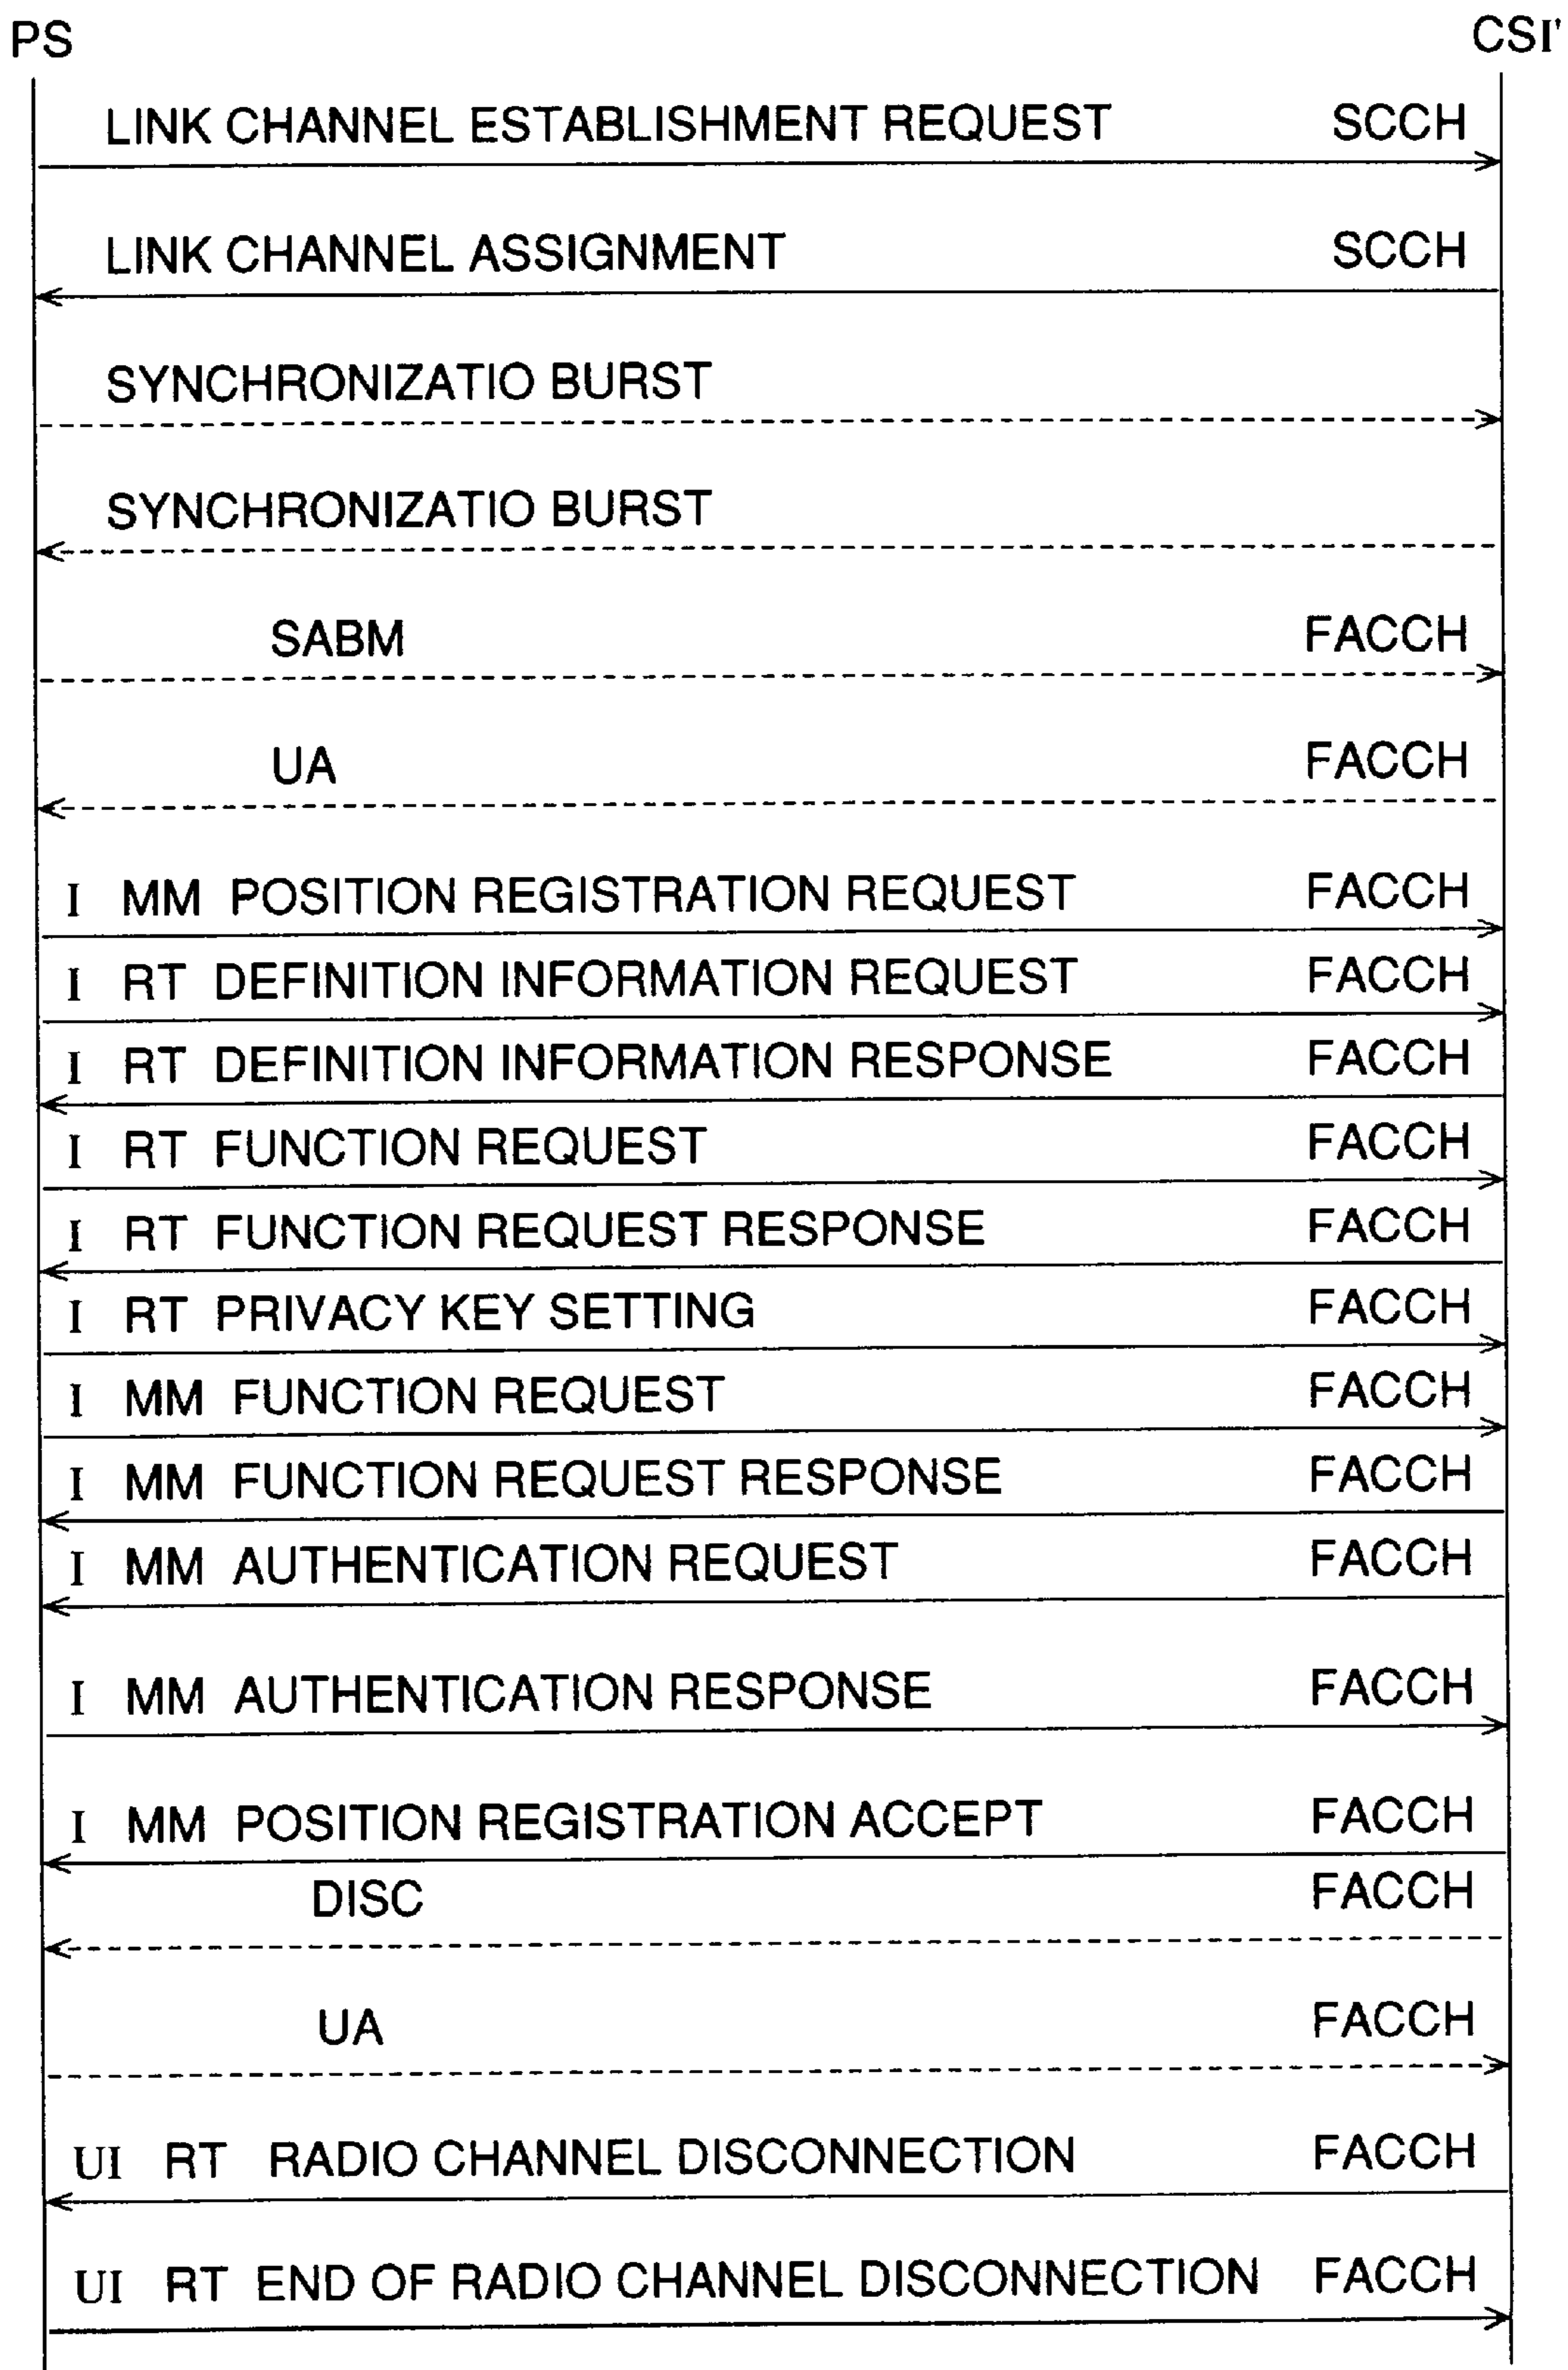 PS CSI'
LINK CHANNEL ESTABLISHMENT REQUEST SCCH
LINK CHANNEL ASSIGNMENT SCCH
SYNCHRONIZATIO BURST
SYNCHRONIZATIO BURST
SABM FACCH
UA FACCH
I MM POSITION REGISTRATION REQUEST FACCH
I RT DEFINITION INFORMATION REQUEST FACCH
I RT DEFINITION INFORMATION RESPONSE FACCH
I RT FUNCTION REQUEST FACCH
I RT FUNCTION REQUEST RESPONSE FACCH
I RT PRIVACY KEY SETTING FACCH
I MM FUNCTION REQUEST FACCH
I MM FUNCTION REQUEST RESPONSE FACCH
I MM AUTHENTICATION REQUEST FACCH
I MM AUTHENTICATION RESPONSE FACCH
I MM POSITION REGISTRATION ACCEPT FACCH
DISC FACCH
UA FACCH
UI RT RADIO CHANNEL DISCONNECTION FACCH
UI RT END OF RADIO CHANNEL DISCONNECTION FACCH